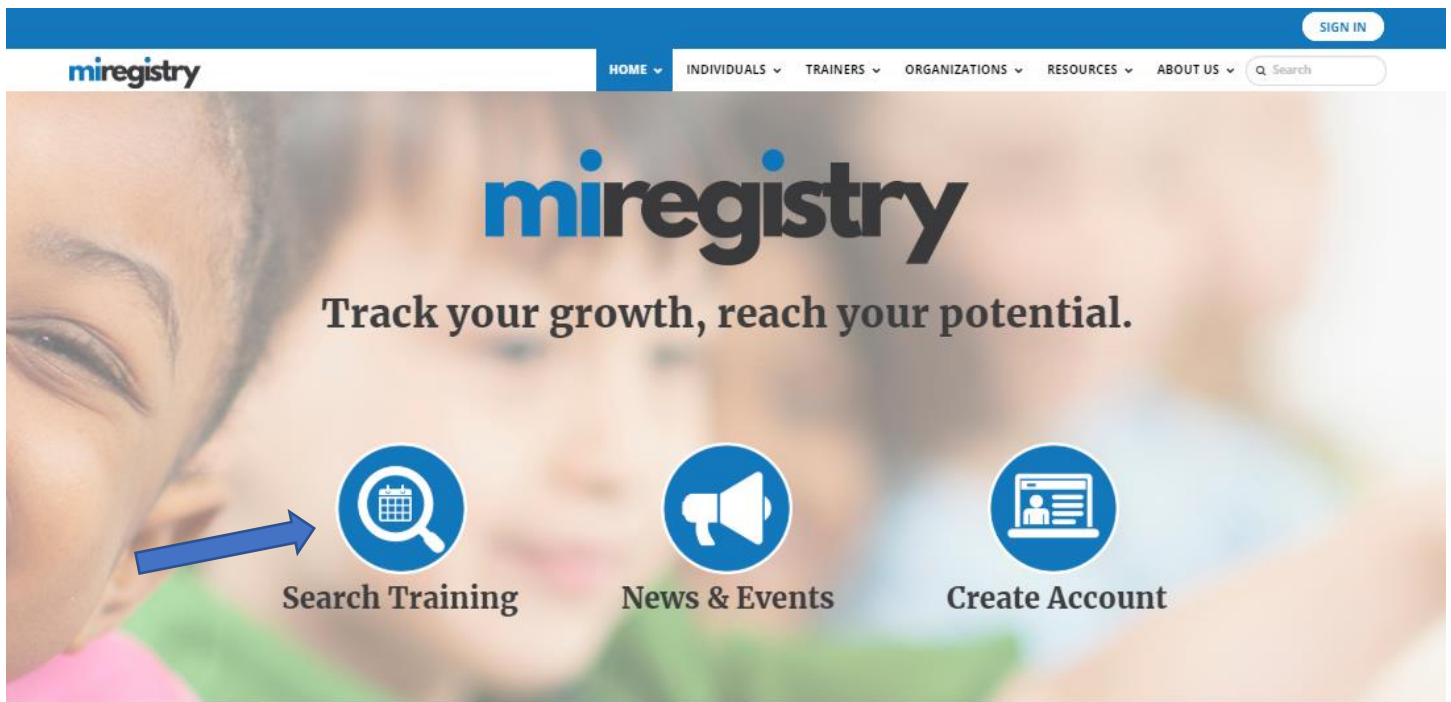 SIGN IN
miregistry
HOME INDIVIDUALS TRAINERS ORGANIZATIONS RESOURCES ABOUT US Search
miregistry
Track your growth, reach your potential.
Search Training News & Events Create Account